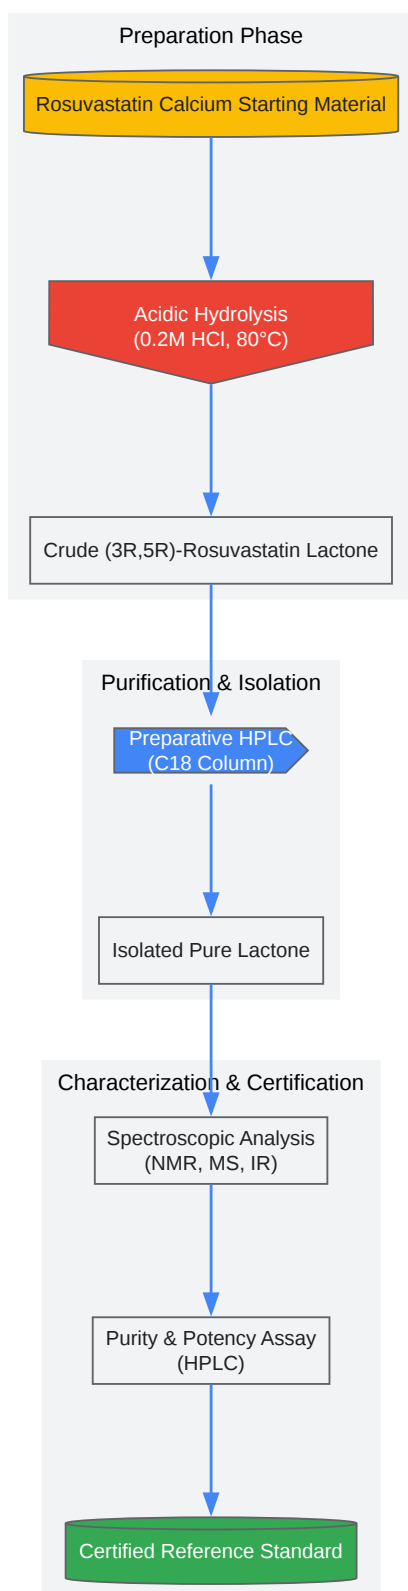 Preparation Phase
Rosuvastatin Calcium Starting Material
Acidic Hydrolysis
(0.2M HCl, 80°C)
Crude (3R,5R)-Rosuvastatin Lactone
Purification & Isolation
Preparative HPLC
(C18 Column)
Isolated Pure Lactone
Characterization & Certification
Spectroscopic Analysis
(NMR, MS, IR)
Purity & Potency Assay
(HPLC)
Certified Reference Standard